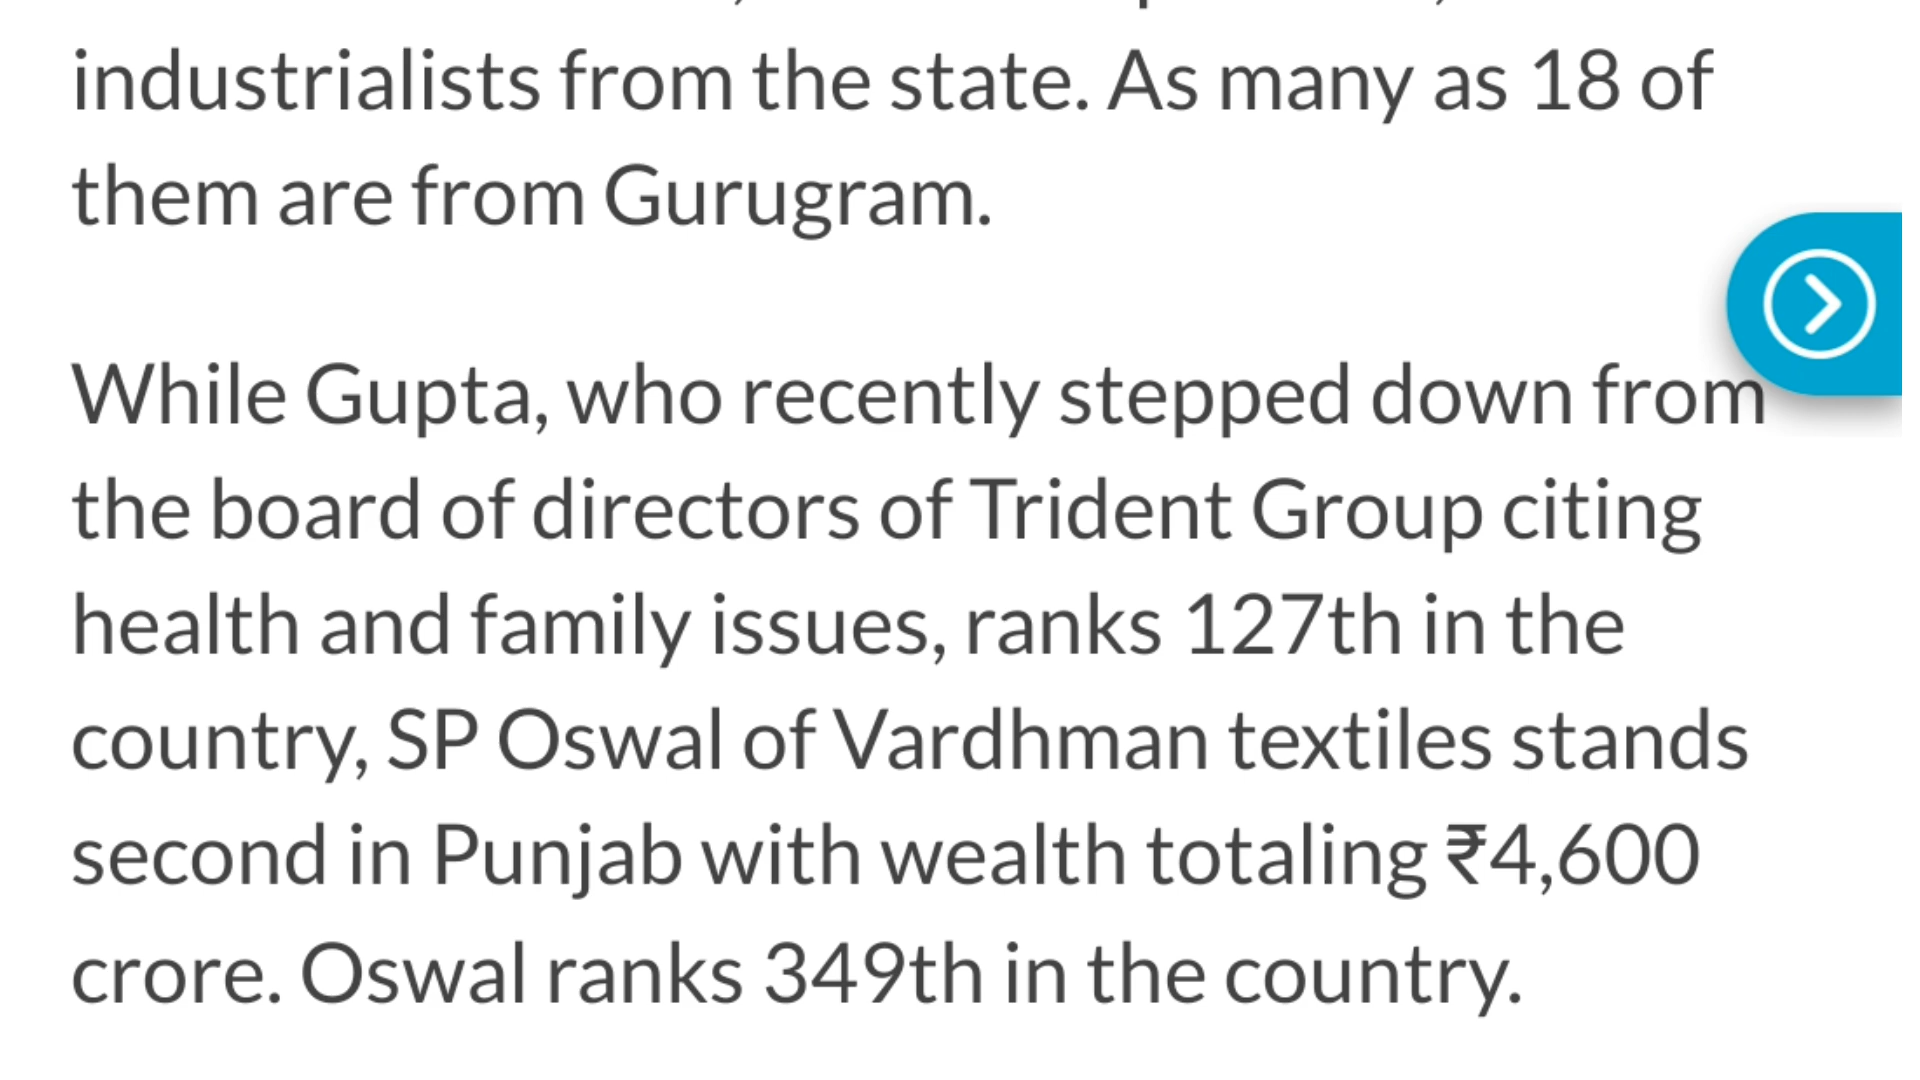 industrialists from the state. As many as 18 of
them are from Gurugram.
While Gupta, who recently stepped down from
the board of directors of Trident Group citing
health and family issues, ranks 127th in the
country, SP Oswal of Vardhman textiles stands
second in Punjab with wealth totaling ₹4,600
crore. Oswal ranks 349th in the country.